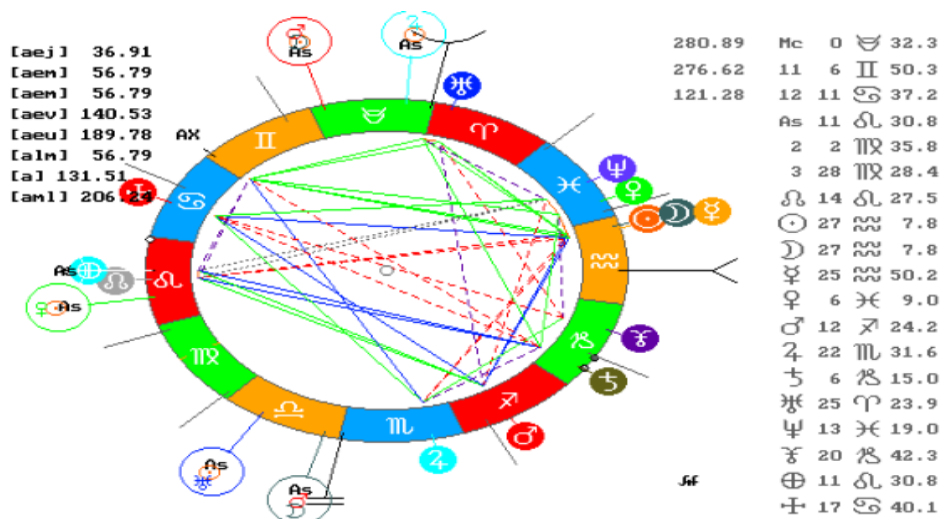 [aej] 36.91
[aem] 56.79
[aem] 56.79
[aev] 140.53
[aeu] 189.78
[alm] 56.79
[a] 131.51
[aml] 206.24
AX
As
As
As
As
As
As
280.89 Mc 0 ♉ 32.3
276.62 11 6 ♊ 50.3
121.28 12 11 ♋ 37.2
As 11 ♌ 30.8
2 2 ♍ 35.8
3 28 ♍ 28.4
☊ 14 ♌ 27.5
☉ 27 ♒ 7.8
☽ 27 ♒ 7.8
☿ 25 ♒ 50.2
♀ 6 ♓ 9.0
♂ 12 ♐ 24.2
♃ 22 ♏ 31.6
♄ 6 ♑ 15.0
♅ 25 ♈ 23.9
♆ 13 ♓ 19.0
20 ♑ 42.3
⊕ 11 ♌ 30.8
17 ♋ 40.1